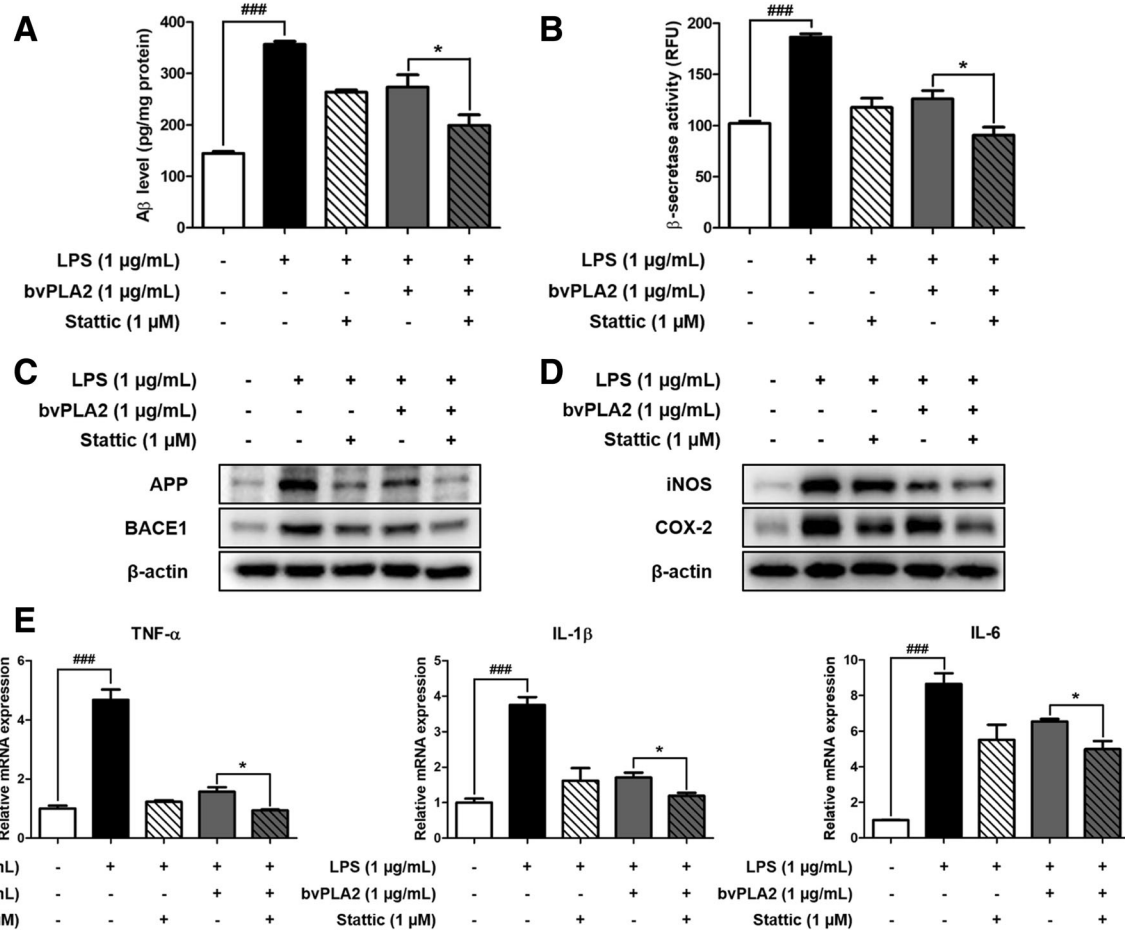 A
###
*
Aβ level (pg/mg protein)
400
300
200
100
0
LPS (1 µg/mL) - + + + +
bvPLA2 (1 µg/mL) - - - + +
Stattic (1 µM) - - + - +
B
###
*
β-secretase activity (RFU)
200
150
100
50
0
LPS (1 µg/mL) - + + + +
bvPLA2 (1 µg/mL) - - - + +
Stattic (1 µM) - - + - +
C
LPS (1 µg/mL) - + + + +
bvPLA2 (1 µg/mL) - - - + +
Stattic (1 µM) - - + - +
APP
BACE1
β-actin
D
LPS (1 µg/mL) - + + + +
bvPLA2 (1 µg/mL) - - - + +
Stattic (1 µM) - - + - +
iNOS
COX-2
β-actin
E
TNF-α
###
*
Relative mRNA expression
6
4
2
0
mL) - + + + +
mL) - - - + +
M) - - + - +
IL-1β
###
*
Relative mRNA expression
5
4
3
2
1
0
LPS (1 µg/mL) - + + + +
bvPLA2 (1 µg/mL) - - - + +
Stattic (1 µM) - - + - +
IL-6
###
*
Relative mRNA expression
10
8
6
4
2
0
LPS (1 µg/mL) - + + + +
bvPLA2 (1 µg/mL) - - - + +
Stattic (1 µM) - - + - +